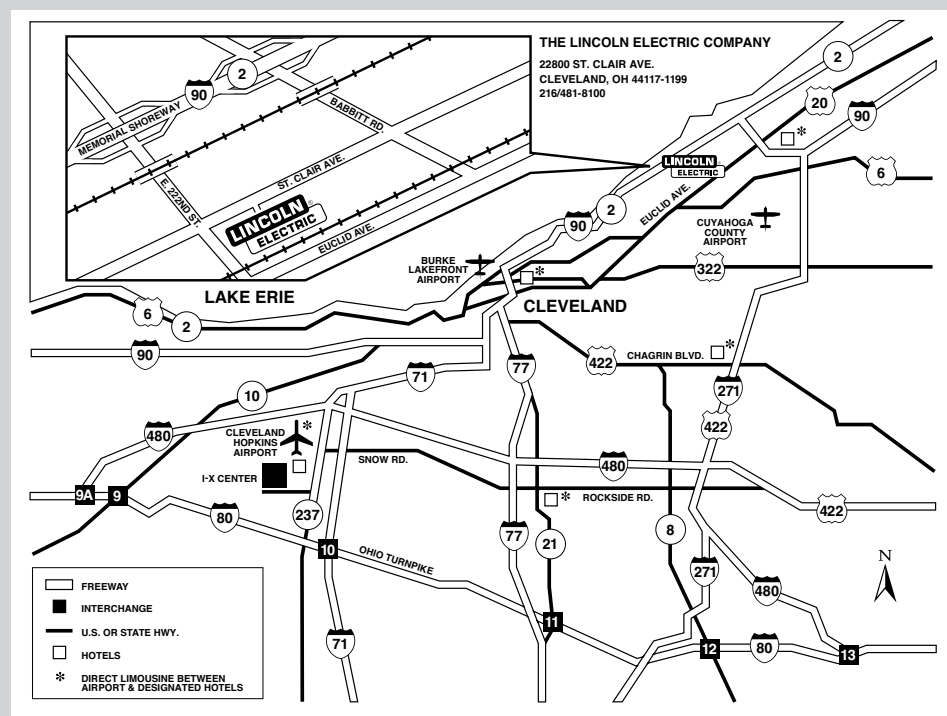 THE LINCOLN ELECTRIC COMPANY
22800 ST. CLAIR AVE.
CLEVELAND, OH 44117-1199
216/481-8100
2
90
MEMORIAL SHOREWAY
BABBITT RD.
E. 222ND ST.
ST. CLAIR AVE.
LINCOLN®
ELECTRIC
EUCLID AVE.
2
20
90
*
LINCOLN®
ELECTRIC
6
EUCLID AVE.
2
90
CUYAHOGA
COUNTY
AIRPORT
BURKE
LAKEFRONT
AIRPORT
*
322
LAKE ERIE
CLEVELAND
6
2
90
422
CHAGRIN BLVD.
*
77
71
271
10
422
480
CLEVELAND
HOPKINS
AIRPORT
*
SNOW RD.
480
I-X CENTER
9A
9
*
ROCKSIDE RD.
422
80
237
77
21
8
10
OHIO TURNPIKE
271
480
N
11
71
12
80
13
FREEWAY
INTERCHANGE
U.S. OR STATE HWY.
HOTELS
* DIRECT LIMOUSINE BETWEEN
AIRPORT & DESIGNATED HOTELS